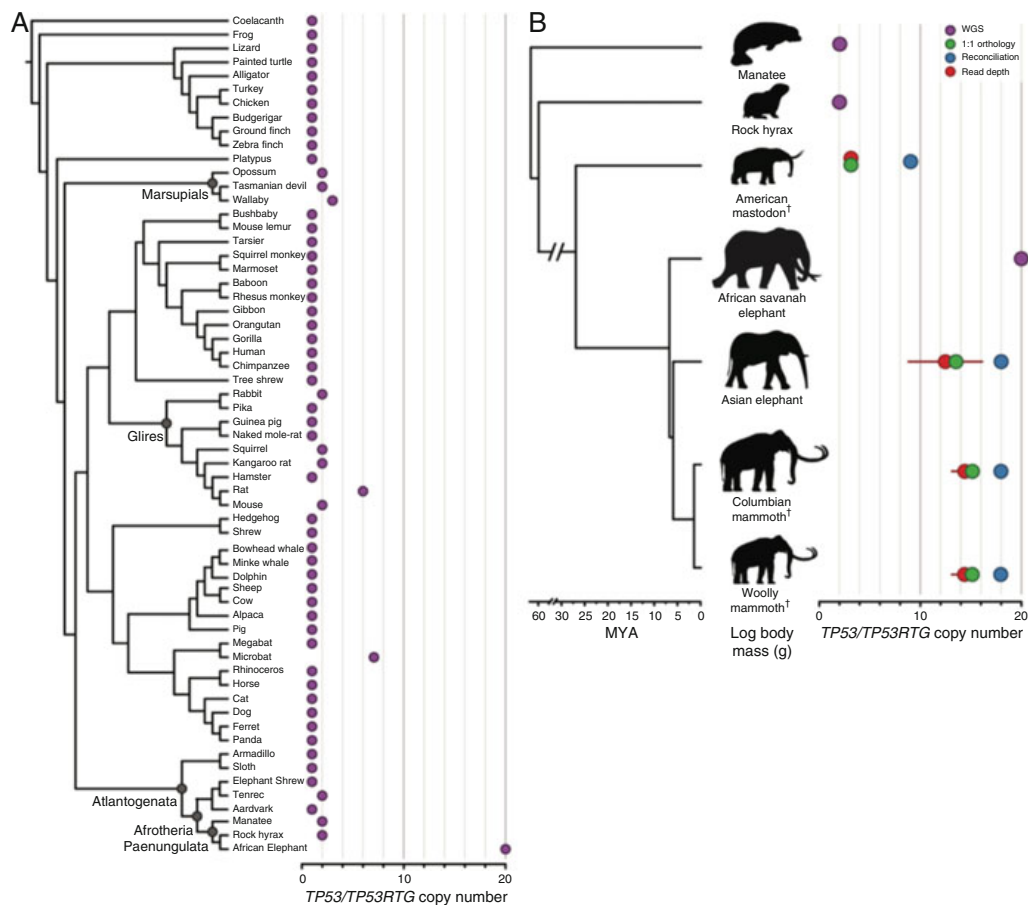 A
Coelacanth
Frog
Lizard
Painted turtle
Alligator
Turkey
Chicken
Budgerigar
Ground finch
Zebra finch
Platypus
Opossum
Tasmanian devil
Wallaby
Marsupials
Bushbaby
Mouse lemur
Tarsier
Squirrel monkey
Marmoset
Baboon
Rhesus monkey
Gibbon
Orangutan
Gorilla
Human
Chimpanzee
Tree shrew
Rabbit
Pika
Guinea pig
Naked mole-rat
Glires
Squirrel
Kangaroo rat
Hamster
Rat
Mouse
Hedgehog
Shrew
Bowhead whale
Minke whale
Dolphin
Sheep
Cow
Alpaca
Pig
Megabat
Microbat
Rhinoceros
Horse
Cat
Dog
Ferret
Panda
Armadillo
Sloth
Elephant Shrew
Atlantogenata
Tenrec
Aardvark
Manatee
Afrotheria
Rock hyrax
Paenungulata
African Elephant
0 10 20
TP53/TP53RTG copy number
B
WGS
1:1 orthology
Reconciliation
Read depth
Manatee
Rock hyrax
American
mastodon†
African savanah
elephant
Asian elephant
Columbian
mammoth†
Woolly
mammoth†
60 30 25 20 15 10 5 0
MYA
Log body
mass (g)
0 10 20
TP53/TP53RTG copy number